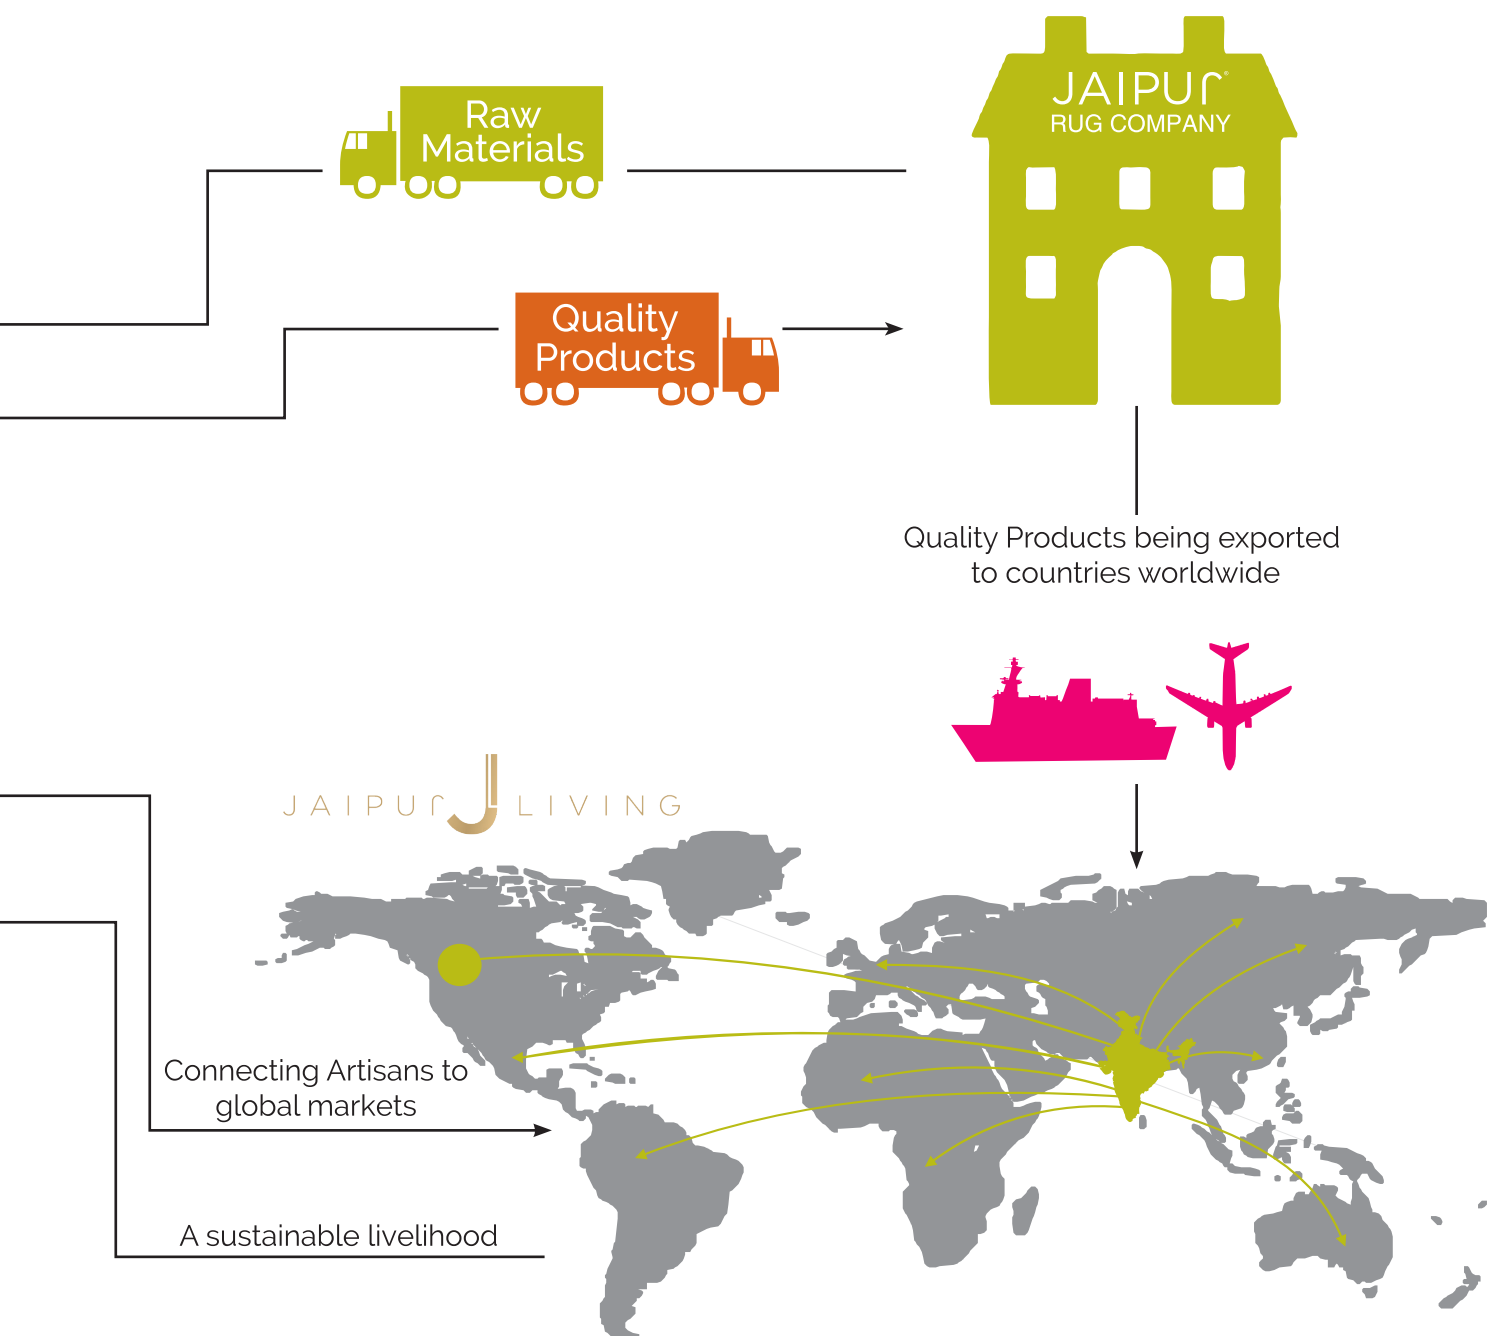 JAIPUR®
RUG COMPANY
Raw
Materials
Quality
Products
Quality Products being exported
to countries worldwide
JAIPUR J LIVING
Connecting Artisans to
global markets
A sustainable livelihood